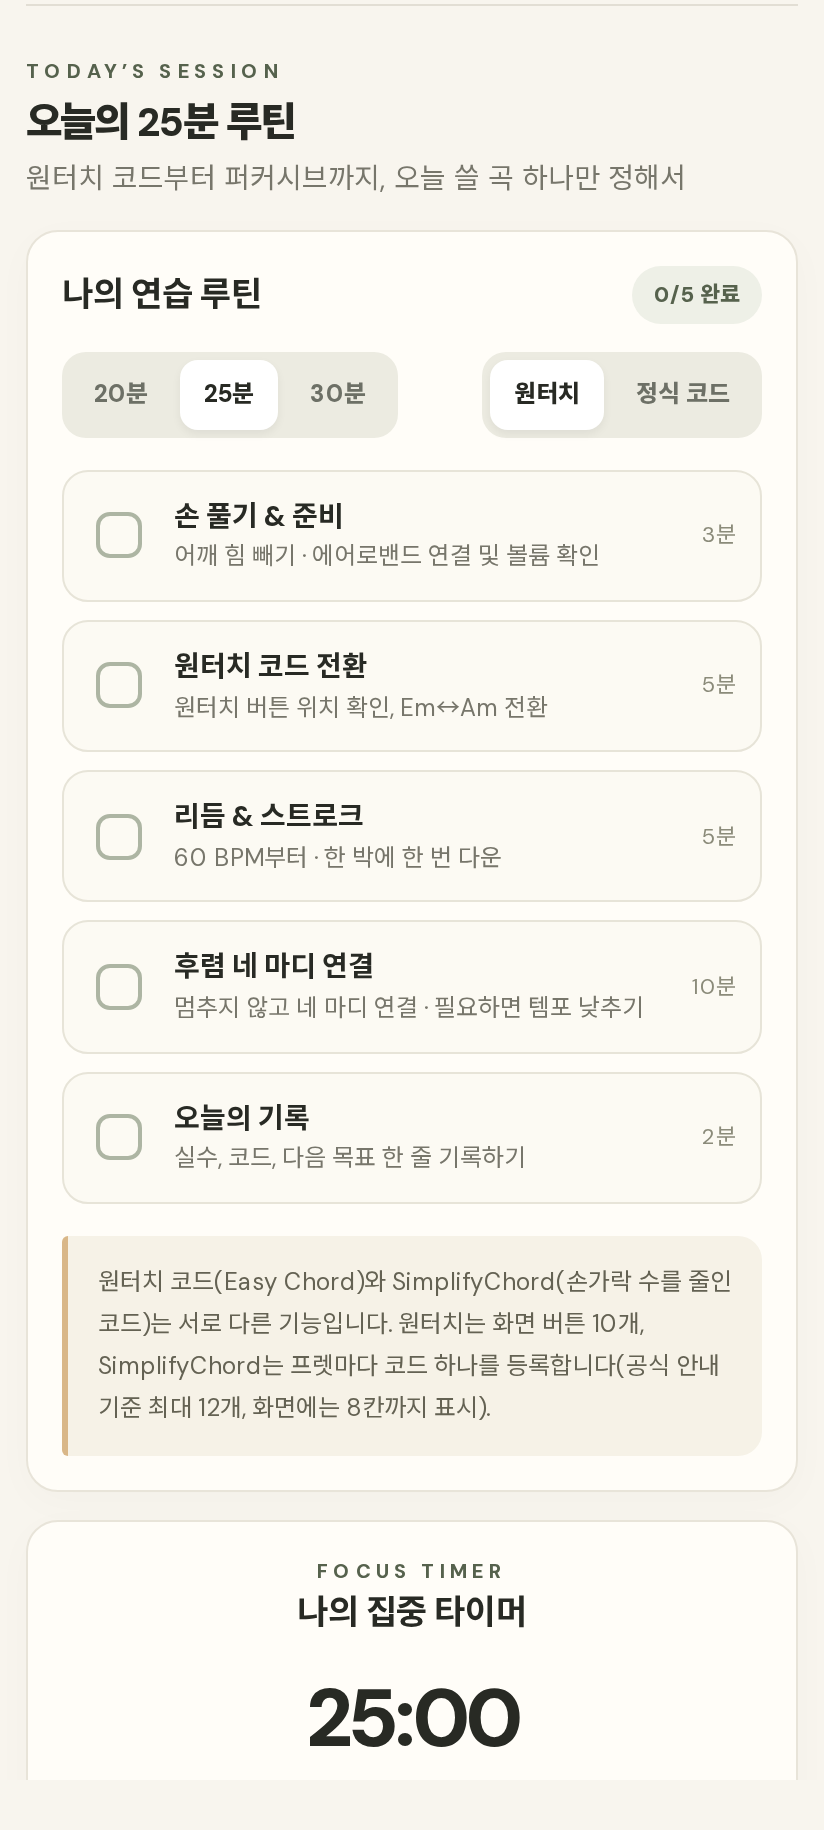 TODAY’S SESSION
오늘의 25분 루틴
원터치 코드부터 퍼커시브까지, 오늘 쓸 곡 하나만 정해서
나의 연습 루틴
0/5 완료
20분 25분 30분 원터치 정식 코드
손 풀기 & 준비
어깨 힘 빼기 · 에어로밴드 연결 및 볼륨 확인
3분
원터치 코드 전환
원터치 버튼 위치 확인, Em↔Am 전환
5분
리듬 & 스트로크
60 BPM부터 · 한 박에 한 번 다운
5분
후렴 네 마디 연결
멈추지 않고 네 마디 연결 · 필요하면 템포 낮추기
10분
오늘의 기록
실수, 코드, 다음 목표 한 줄 기록하기
2분
원터치 코드(Easy Chord)와 SimplifyChord(손가락 수를 줄인
코드)는 서로 다른 기능입니다. 원터치는 화면 버튼 10개,
SimplifyChord는 프렛마다 코드 하나를 등록합니다(공식 안내
기준 최대 12개, 화면에는 8칸까지 표시).
FOCUS TIMER
나의 집중 타이머
25:00